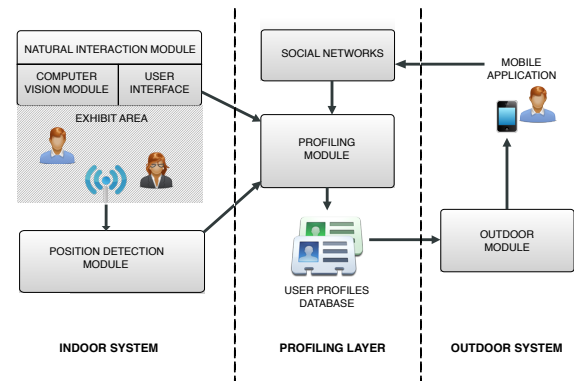 NATURAL INTERACTION MODULE
COMPUTER
VISION MODULE
USER
INTERFACE
EXHIBIT AREA
POSITION DETECTION
MODULE
INDOOR SYSTEM
SOCIAL NETWORKS
PROFILING
MODULE
USER PROFILES
DATABASE
PROFILING LAYER
MOBILE
APPLICATION
OUTDOOR
MODULE
OUTDOOR SYSTEM